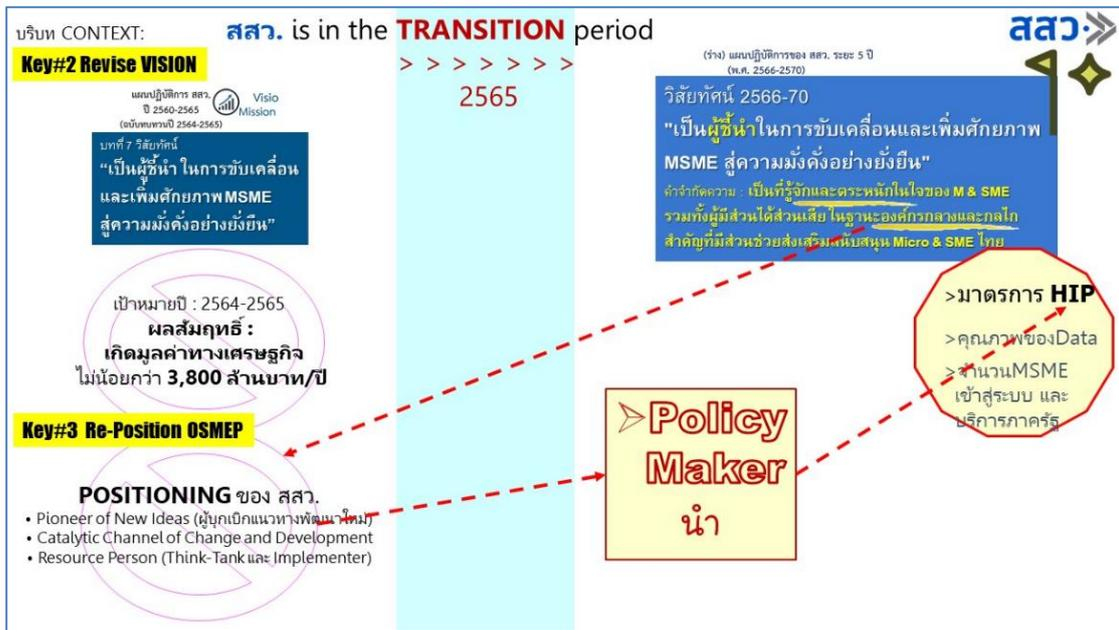 บริบท CONTEXT:
สสว. is in the TRANSITION period
สสว.
Key#2 Revise VISION
> > > > > > >
2565
แผนปฏิบัติการ สสว.
ปี 2560-2565
(ฉบับทบทวนปี 2564-2565)
Visio
Mission
บทที่ 7 วิสัยทัศน์
“เป็นผู้ชี้นำ ในการขับเคลื่อน
และเพิ่มศักยภาพ MSME
สู่ความมั่งคั่งอย่างยั่งยืน”
(ร่าง) แผนปฏิบัติการของ สสว. ระยะ 5 ปี
(พ.ศ. 2566-2570)
วิสัยทัศน์ 2566-70
"เป็นผู้ชี้นำในการขับเคลื่อนและเพิ่มศักยภาพ
MSME สู่ความมั่งคั่งอย่างยั่งยืน"
คำจำกัดความ : เป็นที่รู้จักและตระหนักในใจของ M & SME
รวมทั้งผู้มีส่วนได้ส่วนเสียในฐานะองค์กรกลางและกลไก
สำคัญที่มีส่วนช่วยส่งเสริมสนับสนุน Micro & SME ไทย
เป้าหมายปี : 2564-2565
ผลสัมฤทธิ์ :
เกิดมูลค่าทางเศรษฐกิจ
ไม่น้อยกว่า 3,800 ล้านบาท/ปี
>มาตรการ HIP
>คุณภาพของData
>จำนวนMSME
เข้าสู่ระบบ และ
บริการภาครัฐ
Key#3 Re-Position OSMEP
POSITIONING ของ สสว.
• Pioneer of New Ideas (ผู้บุกเบิกแนวทางพัฒนาใหม่)
• Catalytic Channel of Change and Development
• Resource Person (Think-Tank และ Implementer)
➢Policy
Maker
นำ